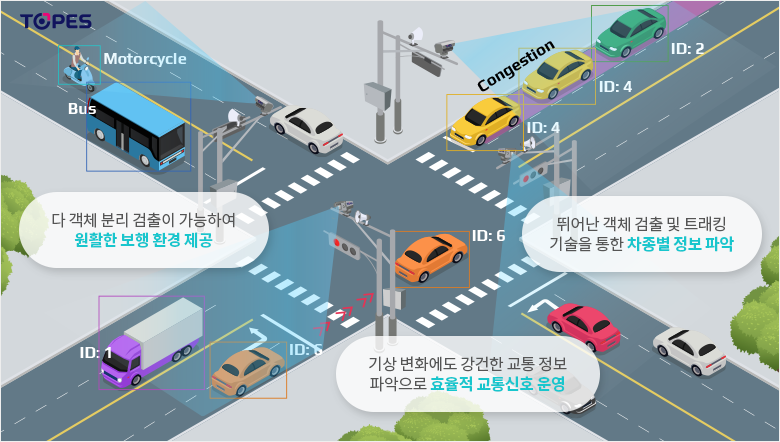 TOPES
Motorcycle
Bus
Congestion
ID: 2
ID: 4
ID: 4
다 객체 분리 검출이 가능하여
원활한 보행 환경 제공
ID: 6
뛰어난 객체 검출 및 트래킹
기술을 통한 차종별 정보 파악
ID: 1
ID: 6
기상 변화에도 강건한 교통 정보
파악으로 효율적 교통신호 운영